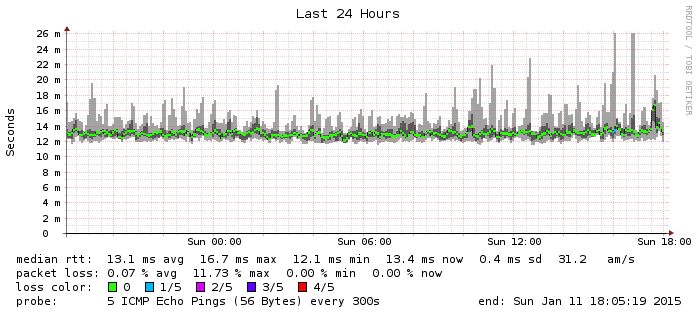 Last 24 Hours
RRDTOOL / TOBI OETIKER
Seconds
26 m
24 m
22 m
20 m
18 m
16 m
14 m
12 m
10 m
8 m
6 m
4 m
2 m
0
Sun 00:00 Sun 06:00 Sun 12:00 Sun 18:00
median rtt: 13.1 ms avg 16.7 ms max 12.1 ms min 13.4 ms now 0.4 ms sd 31.2 am/s
packet loss: 0.07 % avg 11.73 % max 0.00 % min 0.00 % now
loss color: 0 1/5 2/5 3/5 4/5
probe: 5 ICMP Echo Pings (56 Bytes) every 300s end: Sun Jan 11 18:05:19 2015